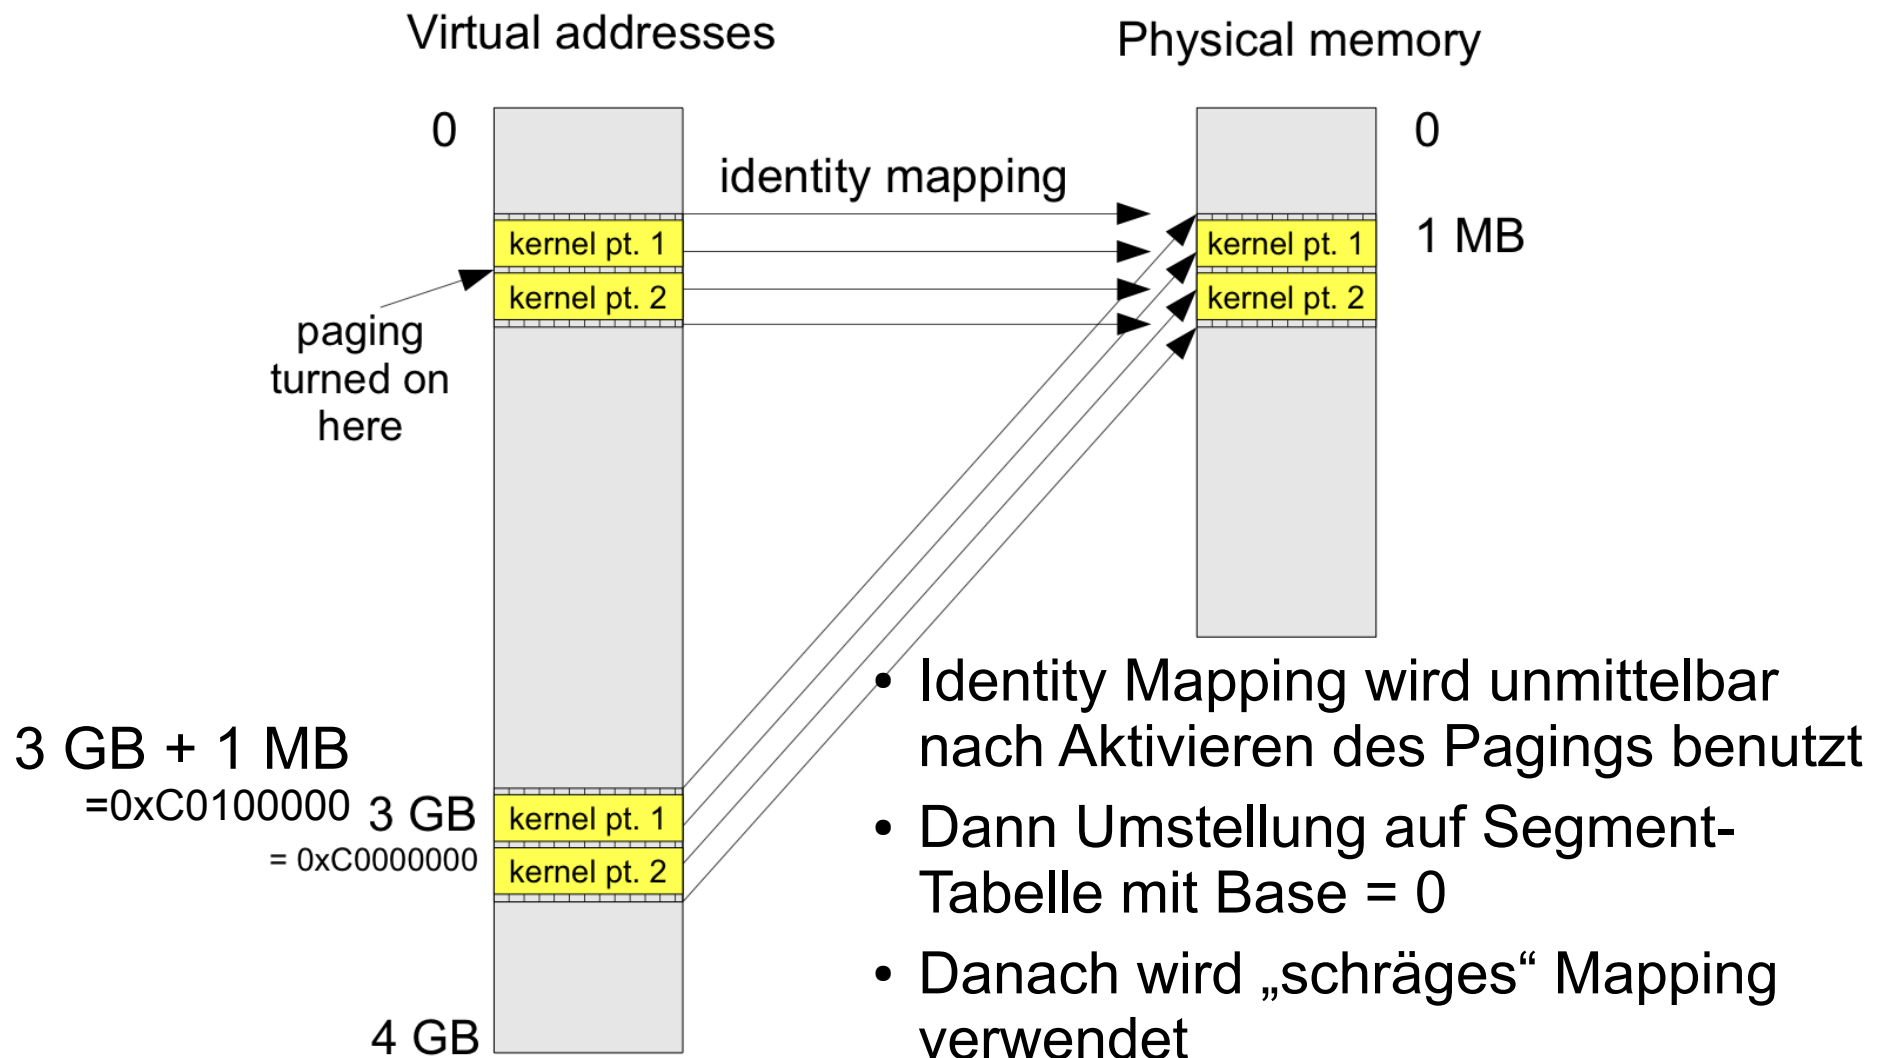 Virtual addresses
Physical memory
0
0
identity mapping
kernel pt. 1
kernel pt. 1
1 MB
kernel pt. 2
kernel pt. 2
paging
turned on
here
• Identity Mapping wird unmittelbar
nach Aktivieren des Pagings benutzt
3 GB + 1 MB
=0xC0100000
3 GB
= 0xC0000000
kernel pt. 1
kernel pt. 2
• Dann Umstellung auf Segment-
Tabelle mit Base = 0
• Danach wird „schräges“ Mapping
verwendet
4 GB